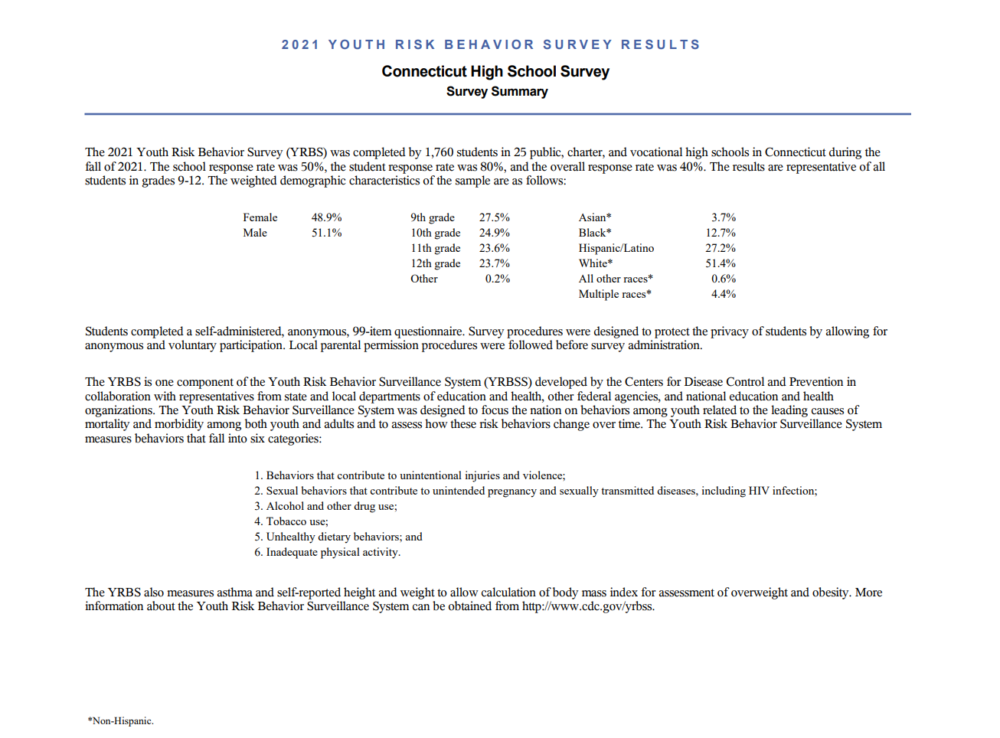 2021 YOUTH RISK BEHAVIOR SURVEY RESULTS
Connecticut High School Survey
Survey Summary
The 2021 Youth Risk Behavior Survey (YRBS) was completed by 1,760 students in 25 public, charter, and vocational high schools in Connecticut during the
fall of 2021. The school response rate was 50%, the student response rate was 80%, and the overall response rate was 40%. The results are representative of all
students in grades 9-12. The weighted demographic characteristics of the sample are as follows:
Female 48.9% 9th grade 27.5% Asian* 3.7%
Male 51.1% 10th grade 24.9% Black* 12.7%
11th grade 23.6% Hispanic/Latino 27.2%
12th grade 23.7% White* 51.4%
Other 0.2% All other races* 0.6%
Multiple races* 4.4%
Students completed a self-administered, anonymous, 99-item questionnaire. Survey procedures were designed to protect the privacy of students by allowing for
anonymous and voluntary participation. Local parental permission procedures were followed before survey administration.
The YRBS is one component of the Youth Risk Behavior Surveillance System (YRBSS) developed by the Centers for Disease Control and Prevention in
collaboration with representatives from state and local departments of education and health, other federal agencies, and national education and health
organizations. The Youth Risk Behavior Surveillance System was designed to focus the nation on behaviors among youth related to the leading causes of
mortality and morbidity among both youth and adults and to assess how these risk behaviors change over time. The Youth Risk Behavior Surveillance System
measures behaviors that fall into six categories:
1. Behaviors that contribute to unintentional injuries and violence;
2. Sexual behaviors that contribute to unintended pregnancy and sexually transmitted diseases, including HIV infection;
3. Alcohol and other drug use;
4. Tobacco use;
5. Unhealthy dietary behaviors; and
6. Inadequate physical activity.
The YRBS also measures asthma and self-reported height and weight to allow calculation of body mass index for assessment of overweight and obesity. More
information about the Youth Risk Behavior Surveillance System can be obtained from http://www.cdc.gov/yrbss.
*Non-Hispanic.